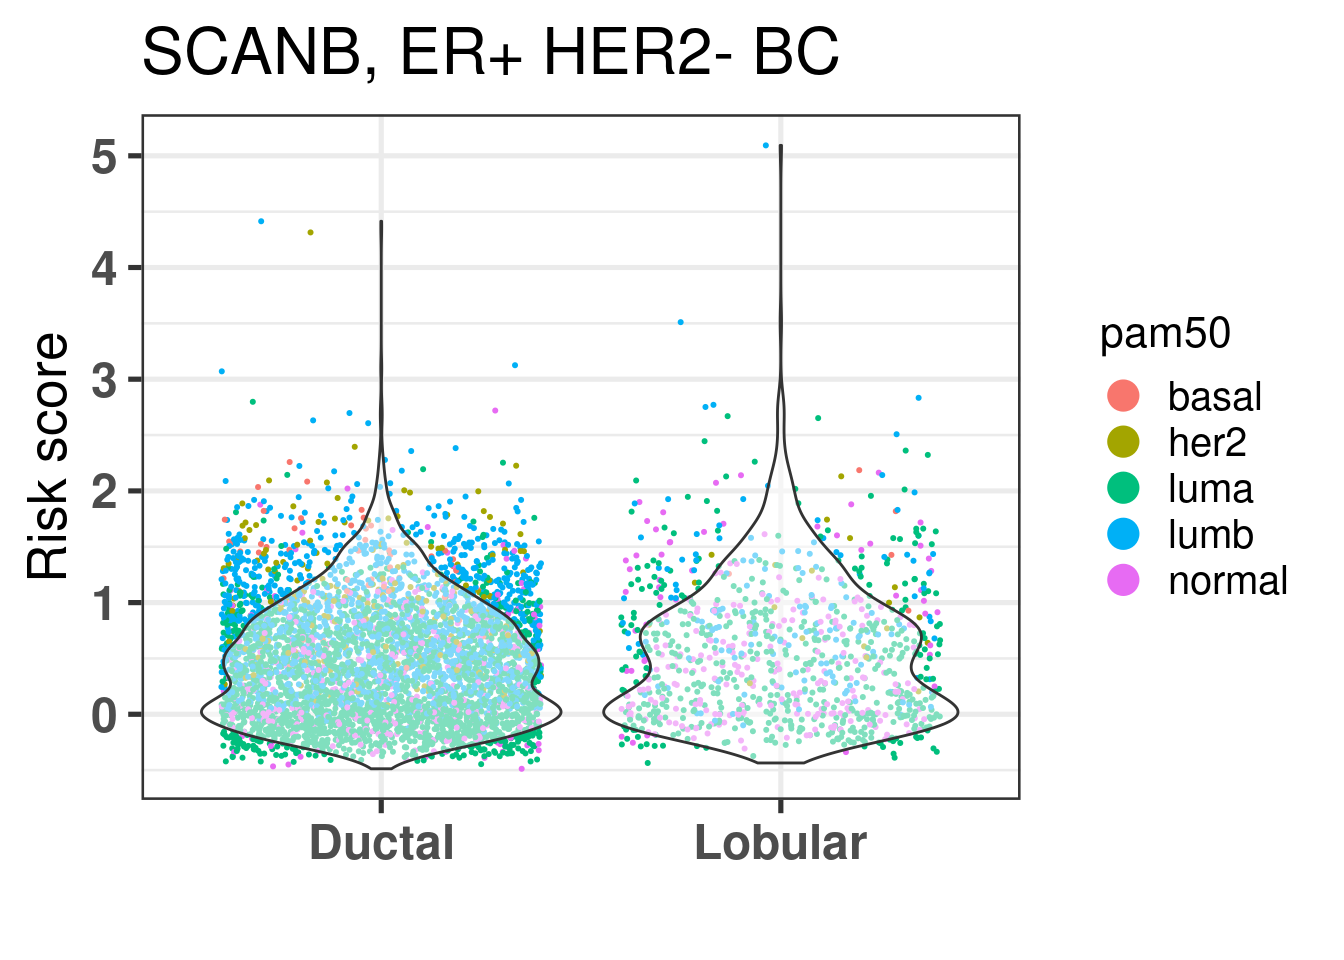 SCANB, ER+ HER2- BC
Risk score
5
4
3
2
1
0
Ductal
Lobular
pam50
basal
her2
luma
lumb
normal